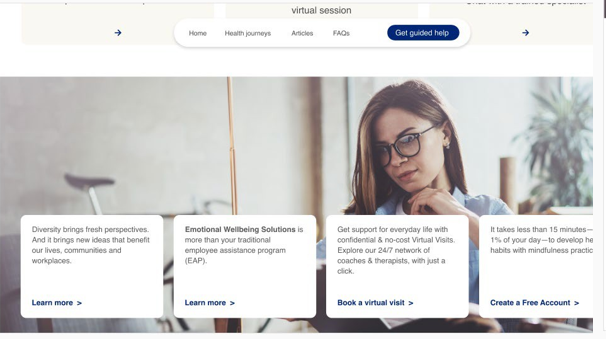 virtual session
Home
Health journeys
Articles
FAQs
Get guided help
Diversity brings fresh perspectives.
And it brings new ideas that benefit
our lives, communities and
workplaces.
Learn more >
Emotional Wellbeing Solutions is
more than your traditional
employee assistance program
(EAP).
Learn more >
Get support for everyday life with
confidential & no-cost Virtual Visits.
Explore our 24/7 network of
coaches & therapists, with just a
click.
Book a virtual visit >
It takes less than 15 minutes—
1% of your day—to develop he
habits with mindfulness practic
Create a Free Account >